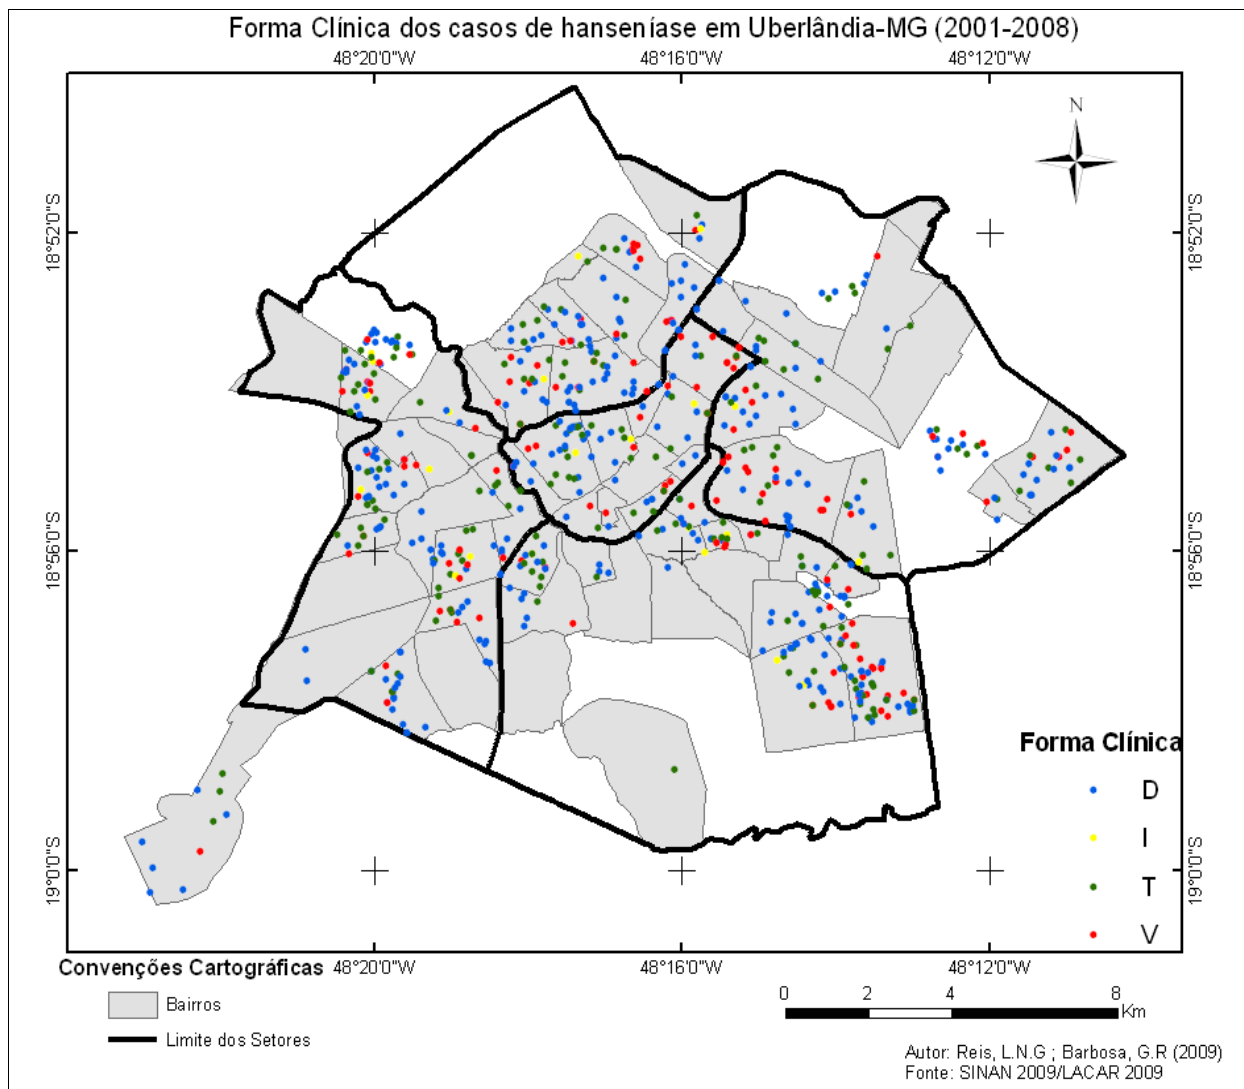 Forma Clínica dos casos de hanseníase em Uberlândia-MG (2001-2008)
48°20'0"W 48°16'0"W 48°12'0"W
N
18°52'0"S 18°52'0"S
18°56'0"S 18°56'0"S
Forma Clínica
D
I
T
V
19°0'0"S 19°0'0"S
48°20'0"W 48°16'0"W 48°12'0"W
Convenções Cartográficas
Bairros
Limite dos Setores
0 2 4 8
Km
Autor: Reis, L.N.G ; Barbosa, G.R (2009)
Fonte: SINAN 2009/LACAR 2009